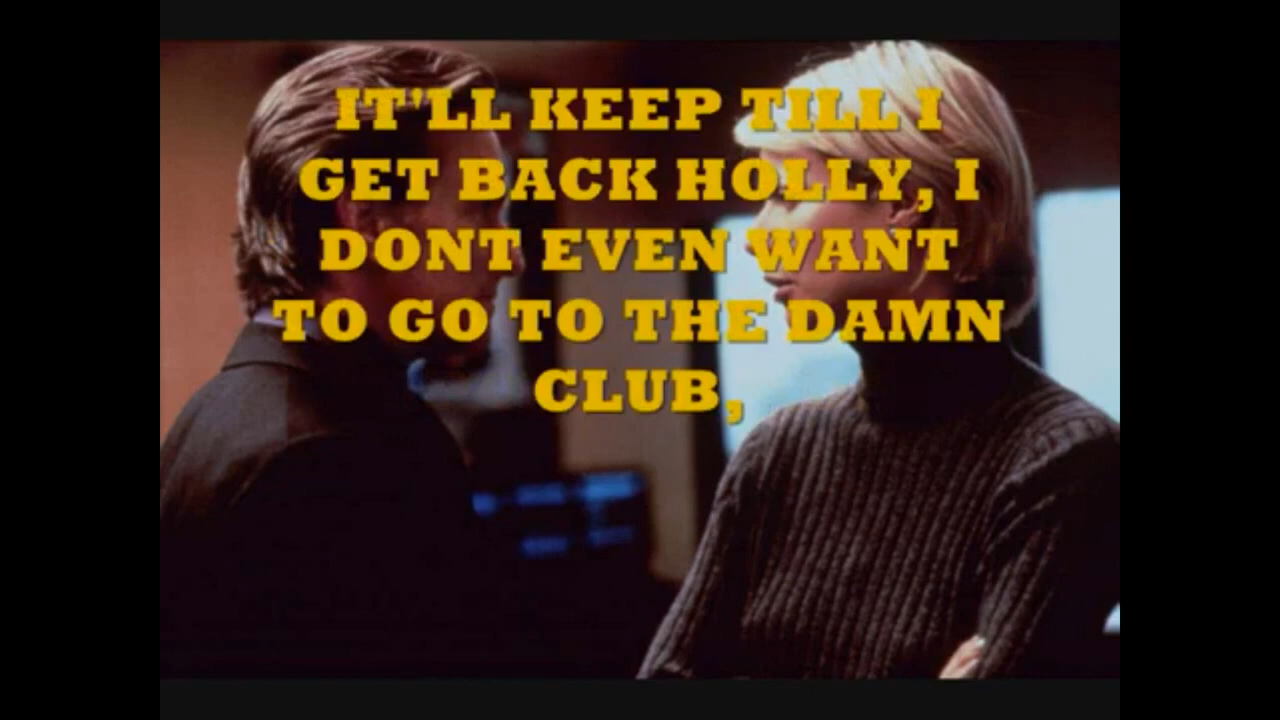 IT'LL KEEP TILL I
GET BACK HOLLY, I
DONT EVEN WANT
TO GO TO THE DAMN
CLUB,